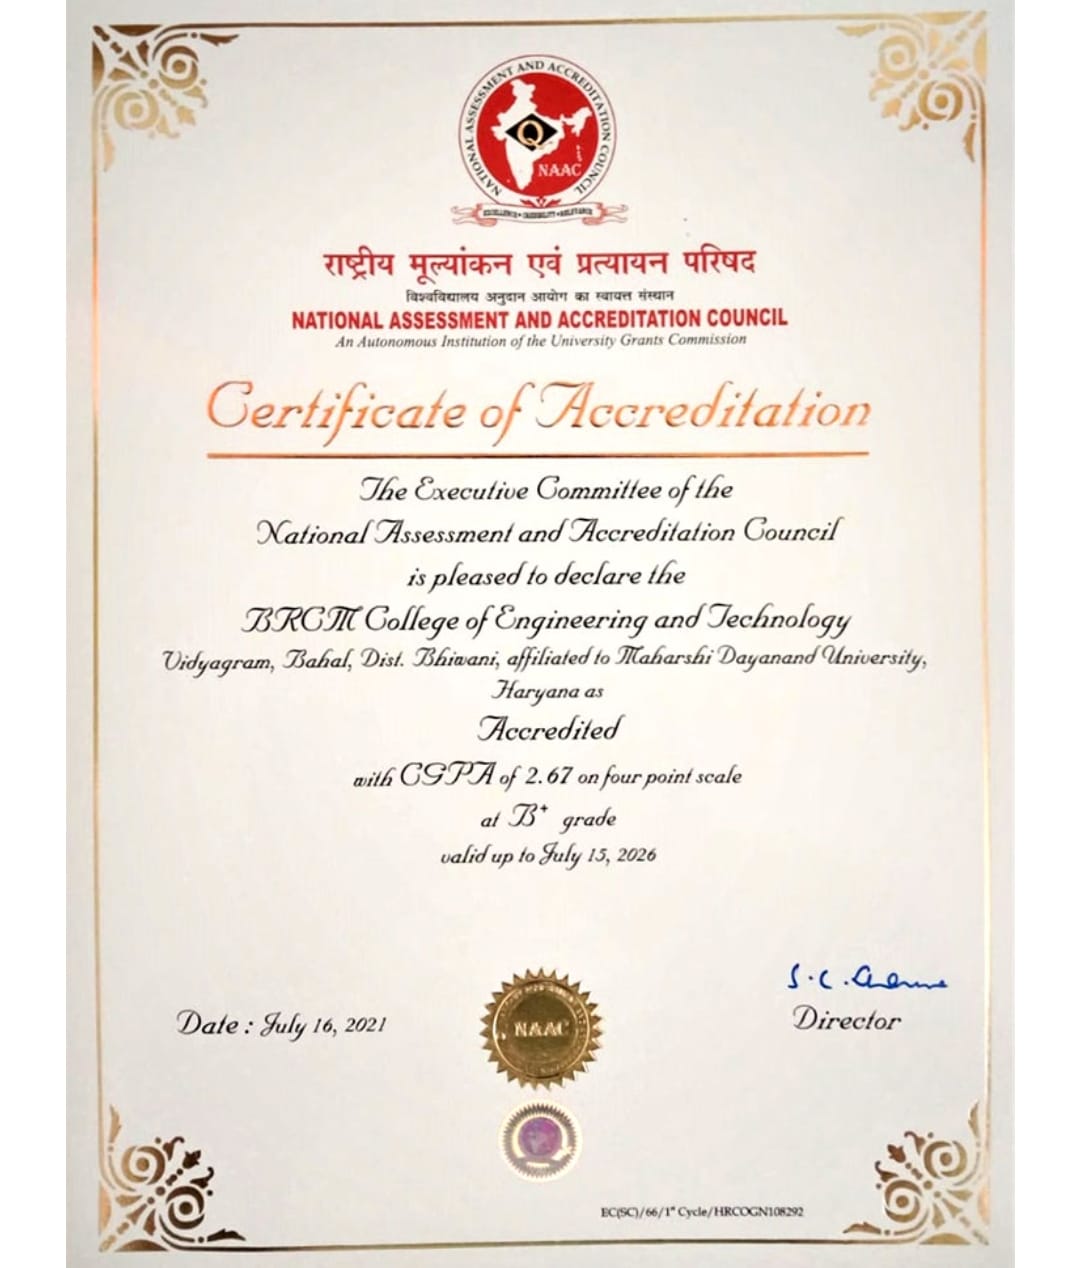 NATIONAL ASSESSMENT AND ACCREDITATION COUNCIL
Q
NAAC
EXCELLENCE • CREDIBILITY • RELEVANCE
राष्ट्रीय मूल्यांकन एवं प्रत्यायन परिषद
विश्वविद्यालय अनुदान आयोग का स्वायत्त संस्थान
NATIONAL ASSESSMENT AND ACCREDITATION COUNCIL
An Autonomous Institution of the University Grants Commission
Certificate of Accreditation
The Executive Committee of the
National Assessment and Accreditation Council
is pleased to declare the
BRCM College of Engineering and Technology
Vidyagram, Bahal, Dist. Bhiwani, affiliated to Maharshi Dayanand University,
Haryana as
Accredited
with CGPA of 2.67 on four point scale
at B+ grade
valid up to July 15, 2026
S. C. Sharma
Date : July 16, 2021
NAAC
Director
EC(SC)/66/1st Cycle/HRCOGN108292